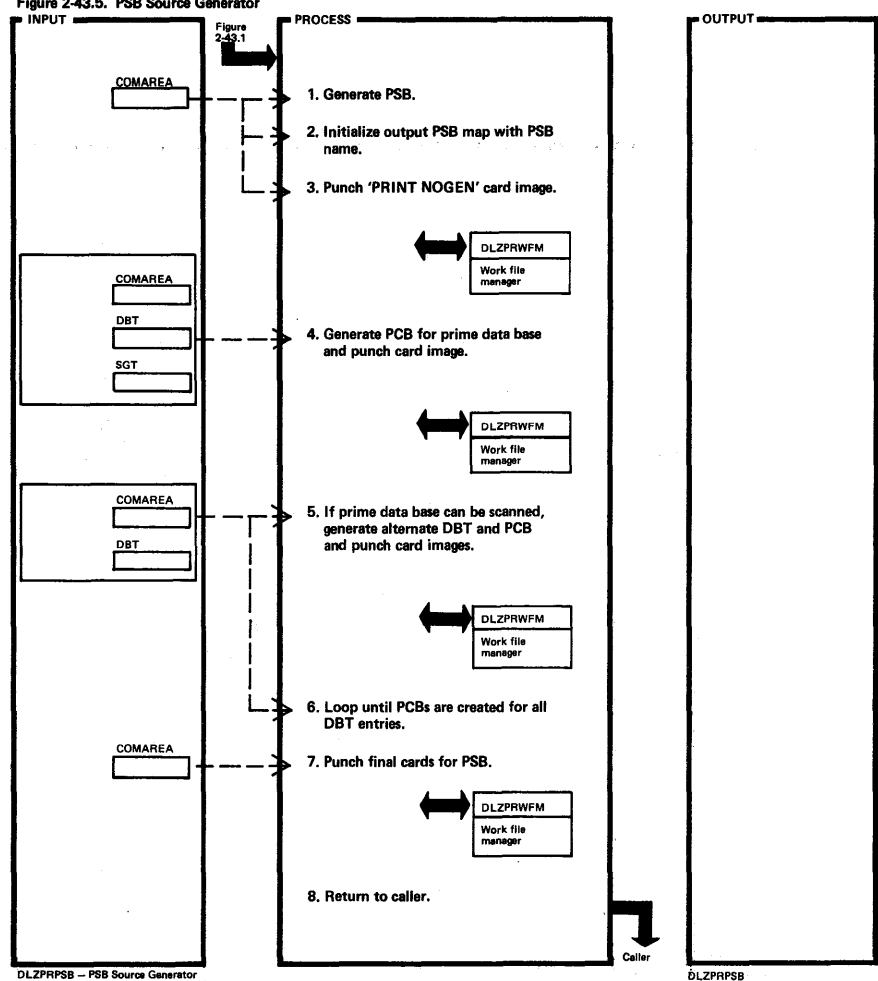 Figure 2-43.5. PSB Source Generator
INPUT
Figure
2-43.1
PROCESS
OUTPUT
COMAREA
1. Generate PSB.
2. Initialize output PSB map with PSB
name.
3. Punch 'PRINT NOGEN' card image.
DLZPRWFM
Work file
manager
COMAREA
DBT
SGT
4. Generate PCB for prime data base
and punch card image.
DLZPRWFM
Work file
manager
COMAREA
DBT
5. If prime data base can be scanned,
generate alternate DBT and PCB
and punch card images.
DLZPRWFM
Work file
manager
6. Loop until PCBs are created for all
DBT entries.
COMAREA
7. Punch final cards for PSB.
DLZPRWFM
Work file
manager
8. Return to caller.
Caller
DLZPRPSB – PSB Source Generator
DLZPRPSB